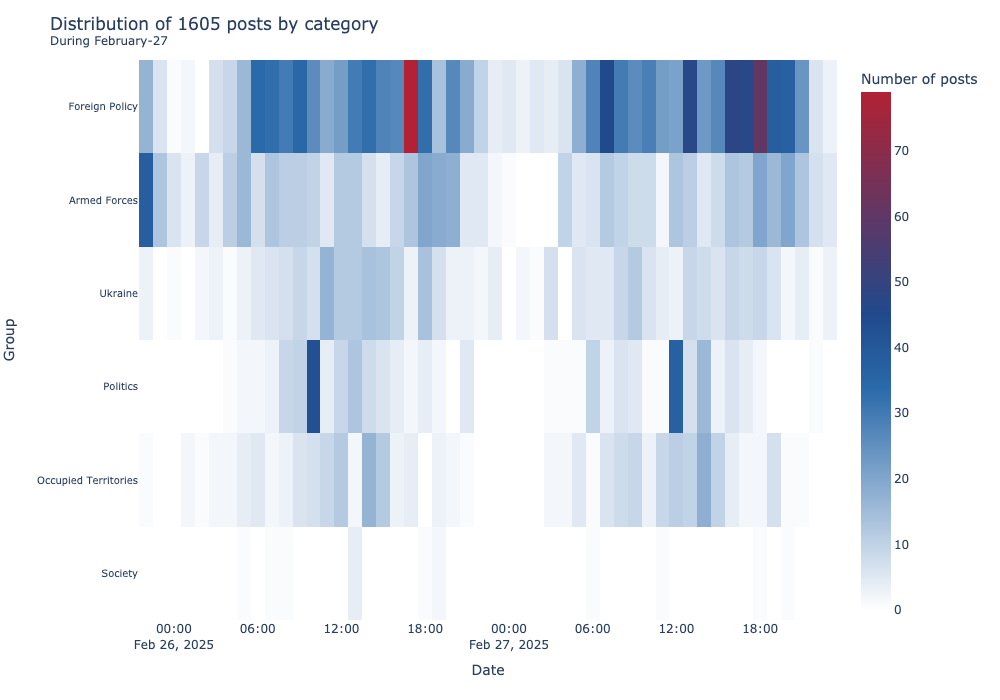 Distribution of 1605 posts by category
During February-27
Number of posts
Foreign Policy
Armed Forces
Ukraine
Politics
Occupied Territories
Society
Group
70
60
50
40
30
20
10
0
00:00
Feb 26, 2025
06:00
12:00
18:00
00:00
Feb 27, 2025
06:00
12:00
18:00
Date